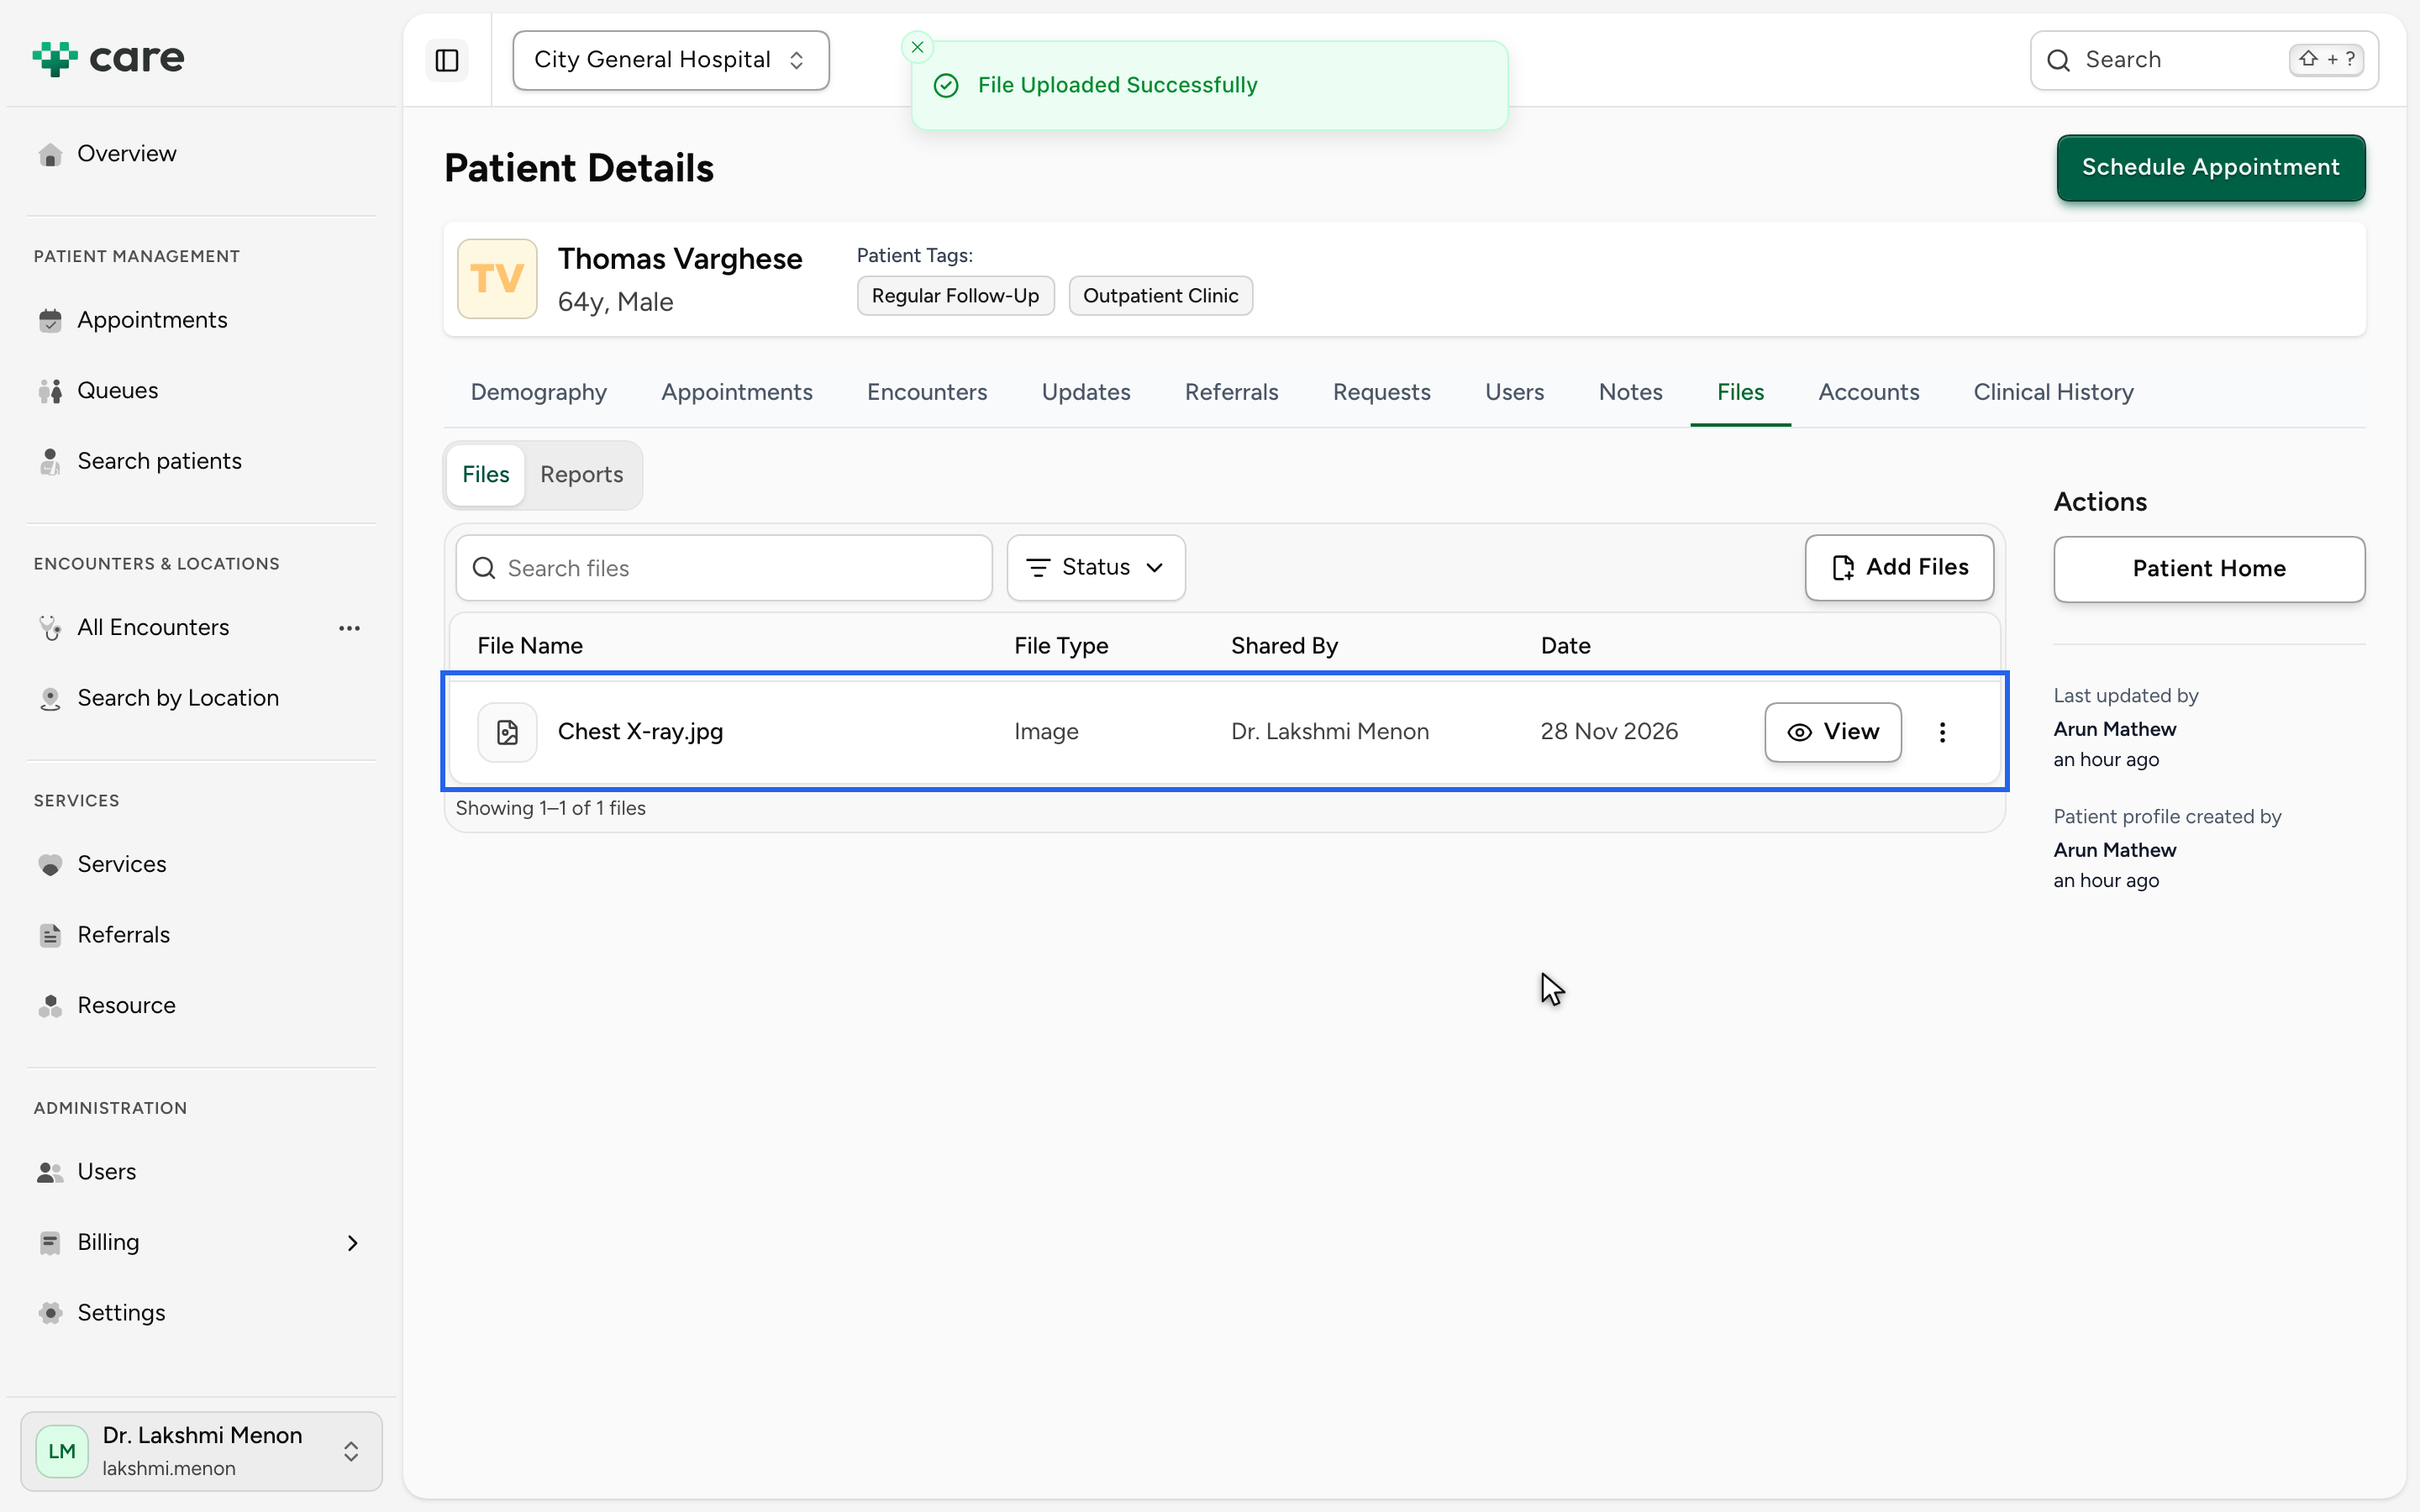 care
City General Hospital
File Uploaded Successfully
Search
+ ?
Overview
PATIENT MANAGEMENT
Appointments
Queues
Search patients
ENCOUNTERS & LOCATIONS
All Encounters
Search by Location
SERVICES
Services
Referrals
Resource
ADMINISTRATION
Users
Billing
Settings
LM
Dr. Lakshmi Menon
lakshmi.menon
Patient Details
Schedule Appointment
TV
Thomas Varghese
64y, Male
Patient Tags:
Regular Follow-Up
Outpatient Clinic
Demography Appointments Encounters Updates Referrals Requests Users Notes Files Accounts Clinical History
Files Reports
Search files
Status
Add Files
File Name File Type Shared By Date
Chest X-ray.jpg Image Dr. Lakshmi Menon 28 Nov 2026 View
Showing 1–1 of 1 files
Actions
Patient Home
Last updated by
Arun Mathew
an hour ago
Patient profile created by
Arun Mathew
an hour ago